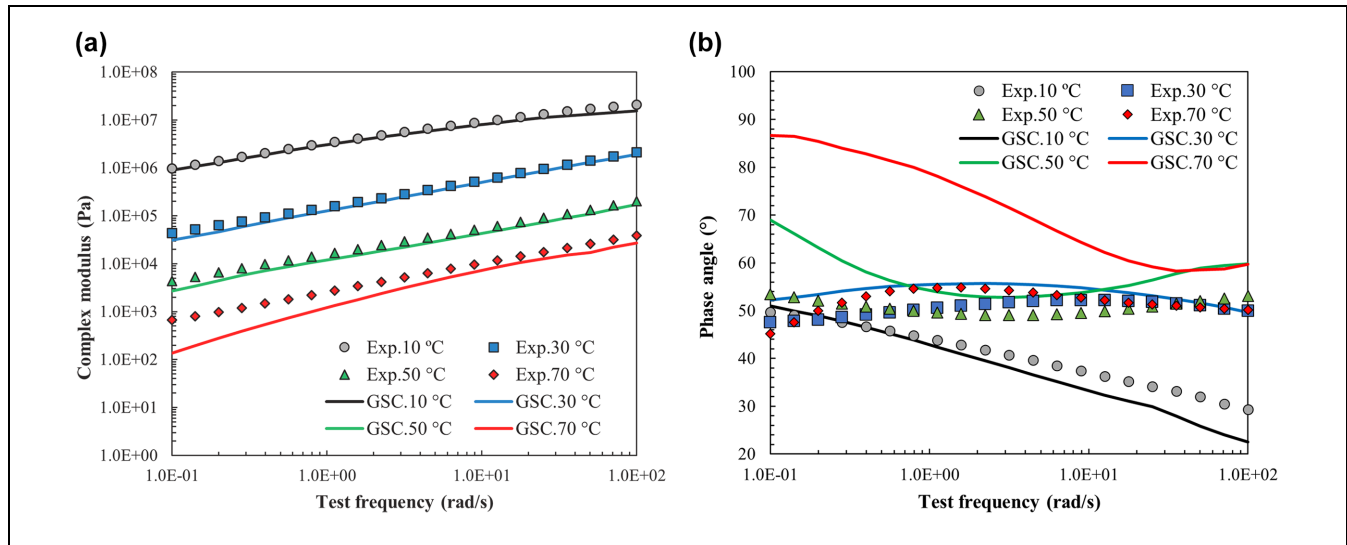 (a)
1.0E+08
1.0E+07
1.0E+06
1.0E+05
1.0E+04
1.0E+03
1.0E+02
1.0E+01
1.0E+00
Complex modulus (Pa)
Exp.10 ºC Exp.30 °C
Exp.50 °C Exp.70 °C
GSC.10 °C GSC.30 °C
GSC.50 °C GSC.70 °C
1.0E-01 1.0E+00 1.0E+01 1.0E+02
Test frequency (rad/s)
(b)
100
90
80
70
60
50
40
30
20
Phase angle (°)
Exp.10 ºC Exp.30 °C
Exp.50 °C Exp.70 °C
GSC.10 °C GSC.30 °C
GSC.50 °C GSC.70 °C
1.0E-01 1.0E+00 1.0E+01 1.0E+02
Test frequency (rad/s)